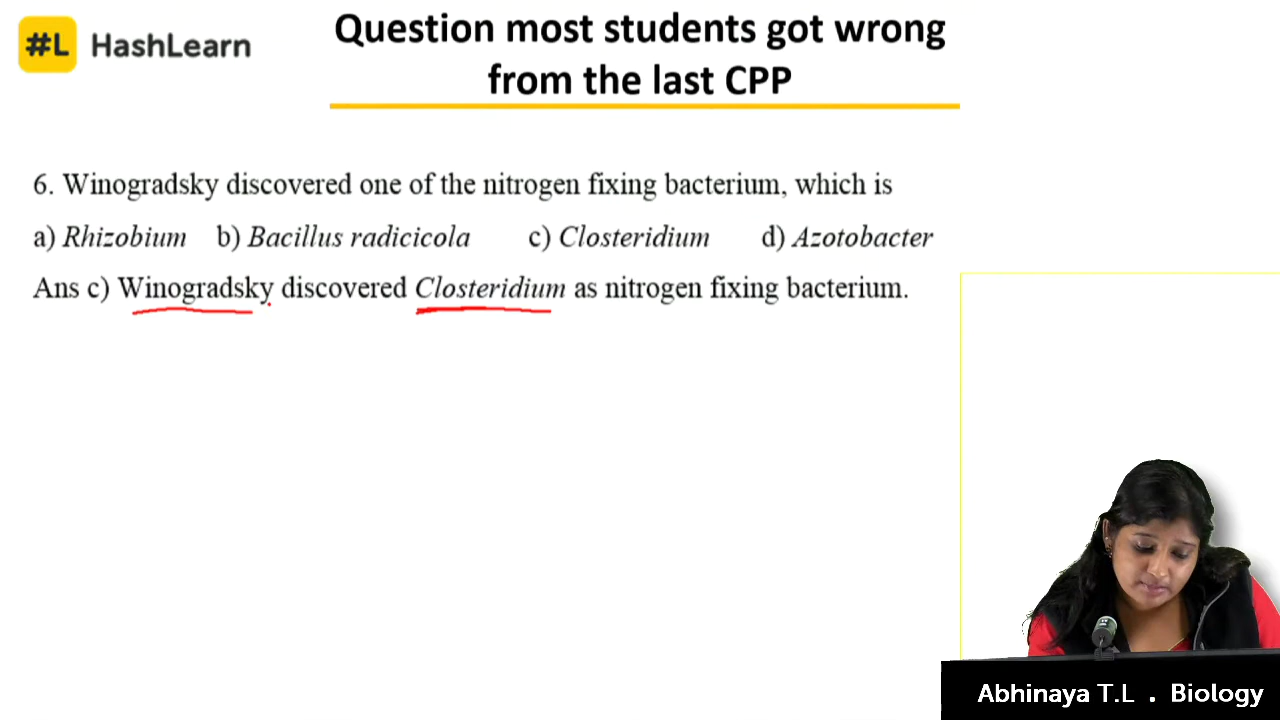 #L HashLearn
Question most students got wrong
from the last CPP
6. Winogradsky discovered one of the nitrogen fixing bacterium, which is
a) Rhizobium b) Bacillus radicicola c) Closteridium d) Azotobacter
Ans c) Winogradsky discovered Closteridium as nitrogen fixing bacterium.
Abhinaya T.L . Biology